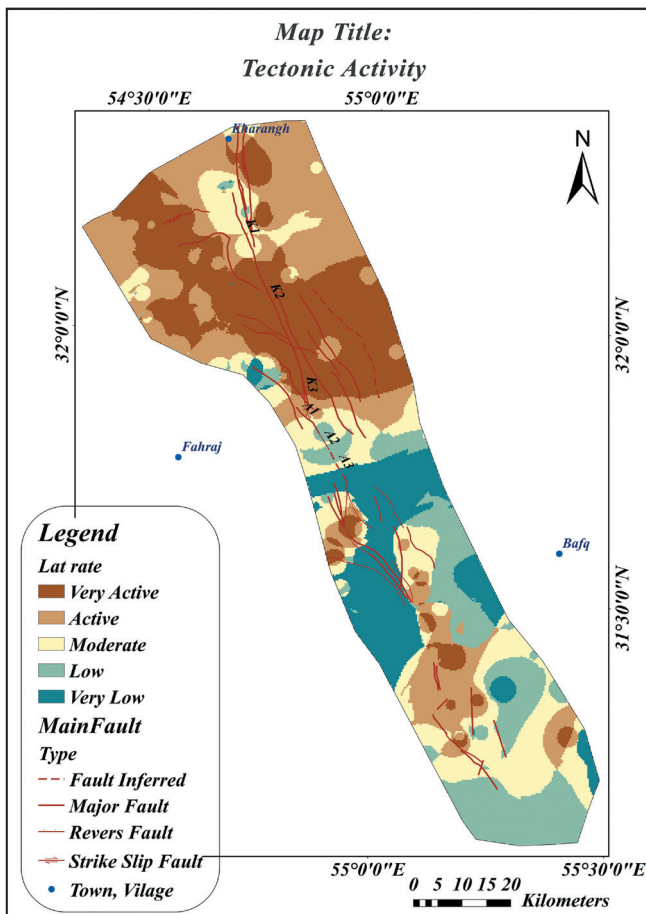 Map Title:
Tectonic Activity
54°30'0"E
55°0'0"E
Kharangh
N
K1
K2
32°0'0"N
32°0'0"N
K3
A1
A2
A3
Fahraj
Bafq
31°30'0"N
Legend
Lat rate
Very Active
Active
Moderate
Low
Very Low
MainFault
Type
Fault Inferred
Major Fault
Revers Fault
Strike Slip Fault
Town, Vilage
55°0'0"E
55°30'0"E
0 5 10 15 20
Kilometers